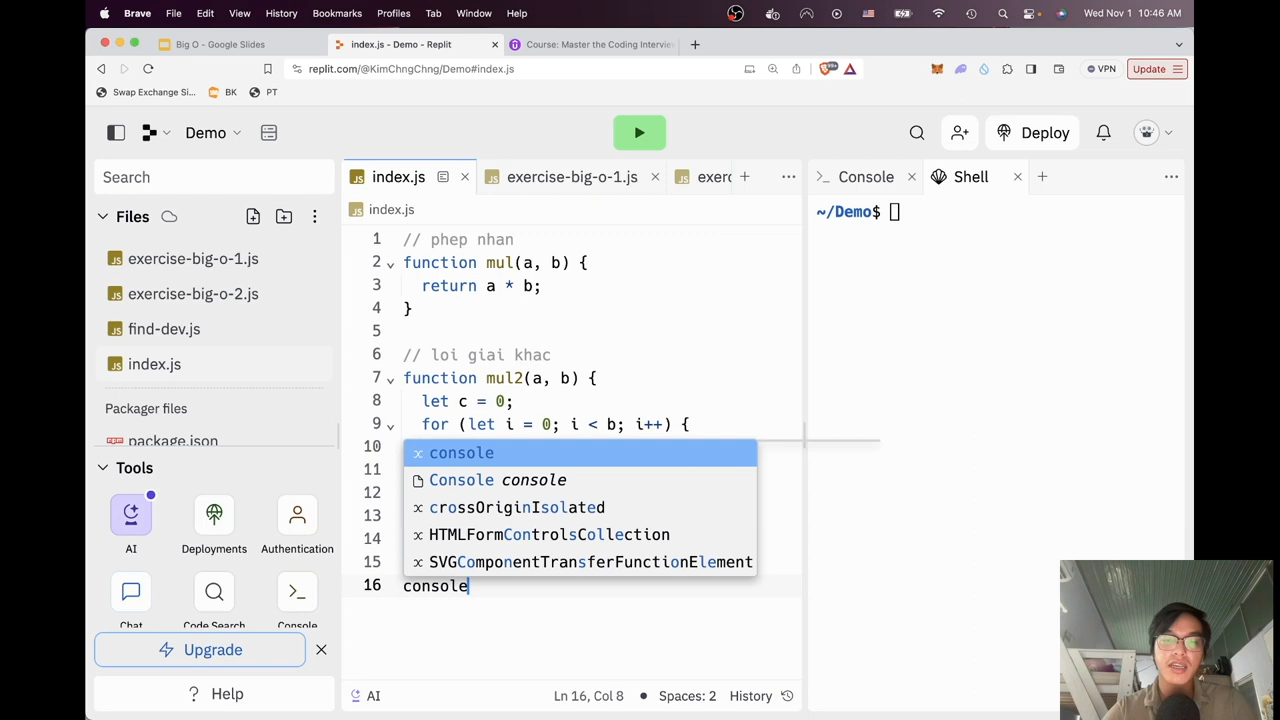 Brave File Edit View History Bookmarks Profiles Tab Window Help Wed Nov 1 10:46 AM
Big O - Google Slides index.js - Demo - Replit Course: Master the Coding Intervie
replit.com/@KimChngChng/Demo#index.js VPN Update
Swap Exchange Si... BK PT
Demo Deploy
Search
index.js exercise-big-o-1.js exerc Console Shell
Files
index.js
~/Demo$
exercise-big-o-1.js
exercise-big-o-2.js
find-dev.js
index.js
Packager files
package.json
Tools
AI Deployments Authentication
Chat Code Search Console
Upgrade
Help
1 // phep nhan
2 function mul(a, b) {
3 return a * b;
4 }
5
6 // loi giai khac
7 function mul2(a, b) {
8 let c = 0;
9 for (let i = 0; i < b; i++) {
10
11
12
13
14
15
16 console
console
Console console
crossOriginIsolated
HTMLFormControlsCollection
SVGComponentTransferFunctionElement
AI Ln 16, Col 8 Spaces: 2 History